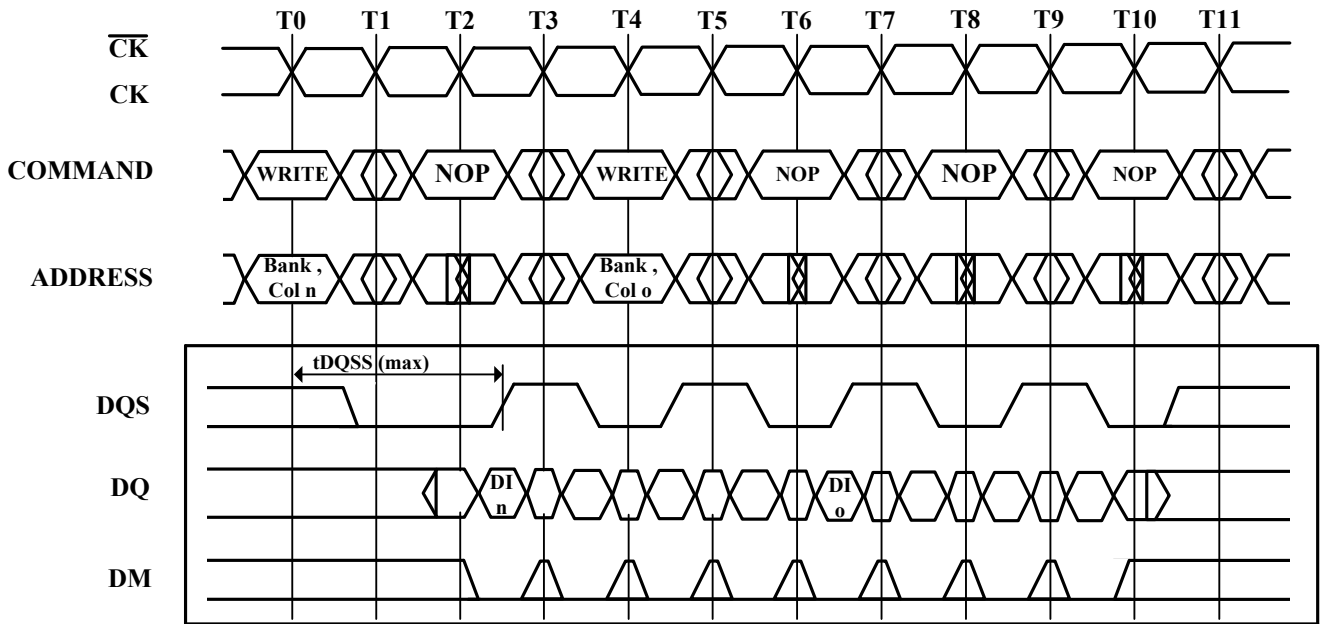 T0 T1 T2 T3 T4 T5 T6 T7 T8 T9 T10 T11
CK
CK
COMMAND WRITE NOP WRITE NOP NOP NOP
ADDRESS
Bank ,
Col n
Bank ,
Col o
tDQSS (max)
DQS
DQ
DI
n
DI
o
DM